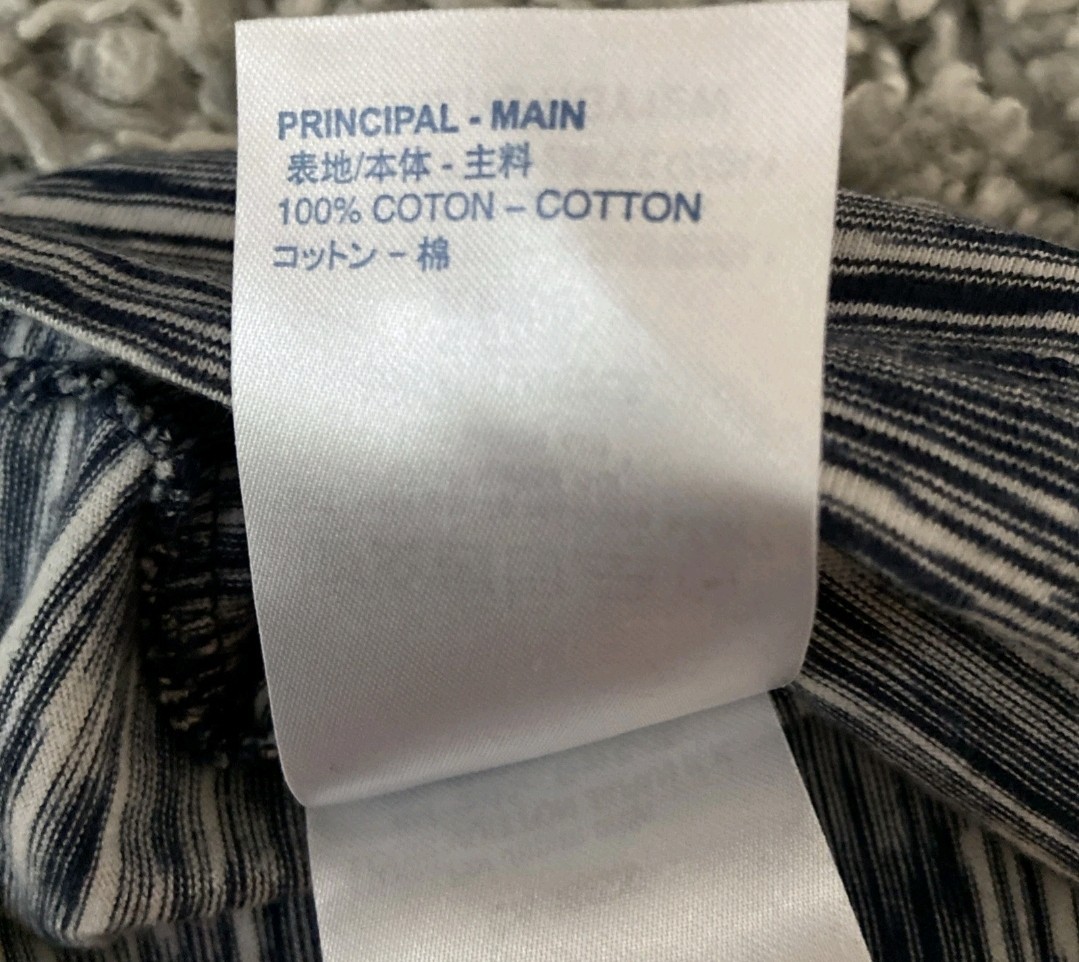 PRINCIPAL - MAIN
表地/本体 - 主料
100% COTON – COTTON
コットン – 棉